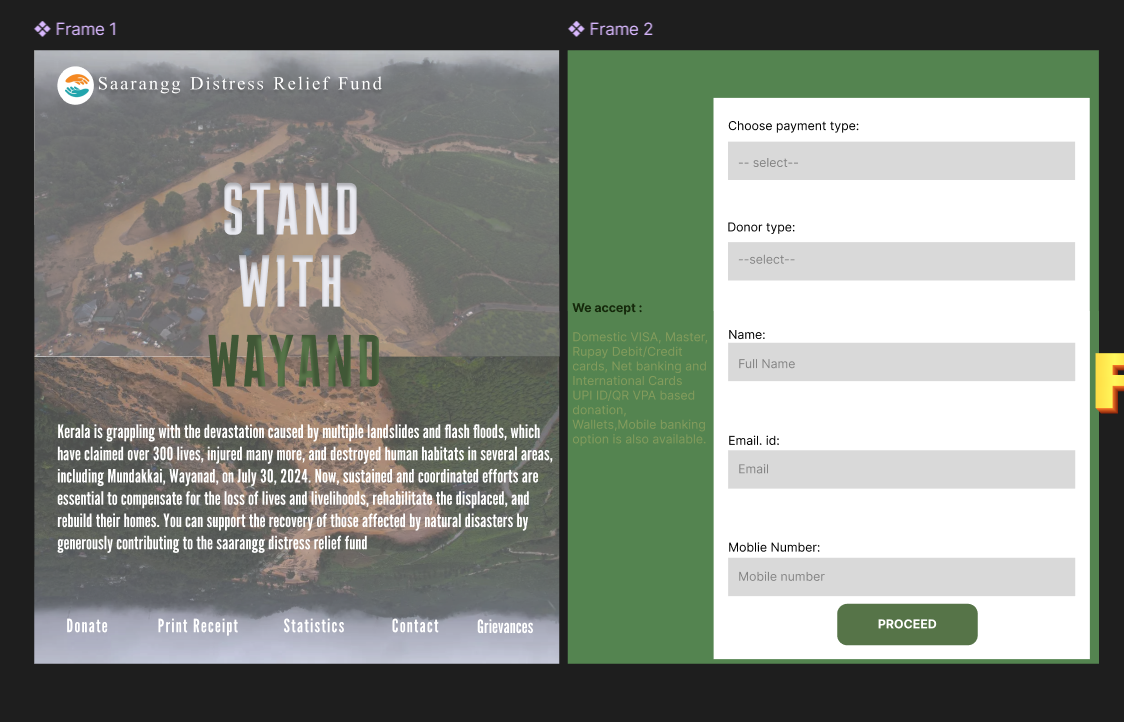 Frame 1
Saarangg Distress Relief Fund
STAND
WITH
WAYAND
Kerala is grappling with the devastation caused by multiple landslides and flash floods, which
have claimed over 300 lives, injured many more, and destroyed human habitats in several areas,
including Mundakkai, Wayanad, on July 30, 2024. Now, sustained and coordinated efforts are
essential to compensate for the loss of lives and livelihoods, rehabilitate the displaced, and
rebuild their homes. You can support the recovery of those affected by natural disasters by
generously contributing to the saarangg distress relief fund
Donate Print Receipt Statistics Contact Grievances
Frame 2
We accept :
Domestic VISA, Master,
Rupay Debit/Credit
cards, Net banking and
International Cards
UPI ID/QR VPA based
donation,
Wallets,Mobile banking
option is also available.
Choose payment type:
-- select--
Donor type:
--select--
Name:
Full Name
Email. id:
Email
Moblie Number:
Mobile number
PROCEED
F